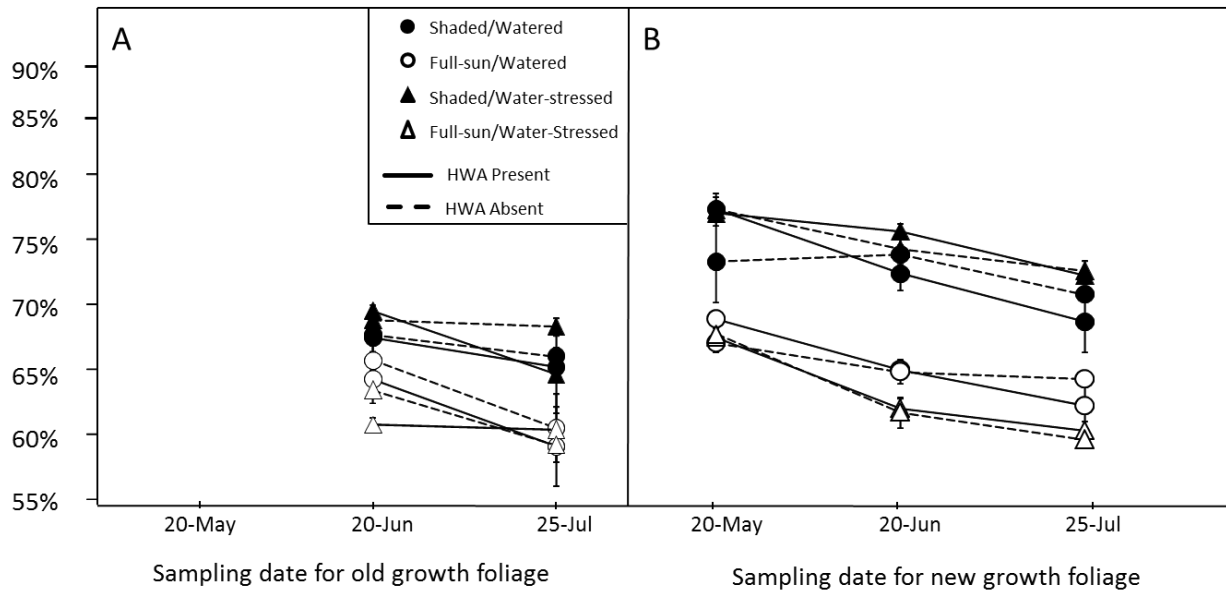 A
B
Shaded/Watered
Full-sun/Watered
Shaded/Water-stressed
Full-sun/Water-Stressed
HWA Present
HWA Absent
90%
85%
80%
75%
70%
65%
60%
55%
20-May
20-Jun
25-Jul
20-May
20-Jun
25-Jul
Sampling date for old growth foliage
Sampling date for new growth foliage